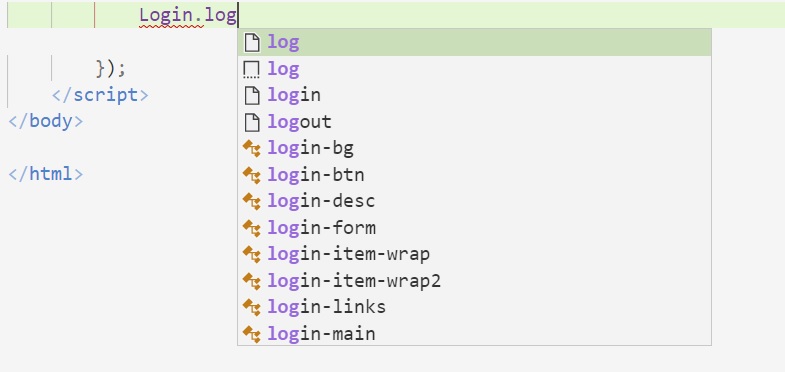 Login.log
log
log
});
login
</script>
logout
</body>
login-bg
login-btn
</html>
login-desc
login-form
login-item-wrap
login-item-wrap2
login-links
login-main